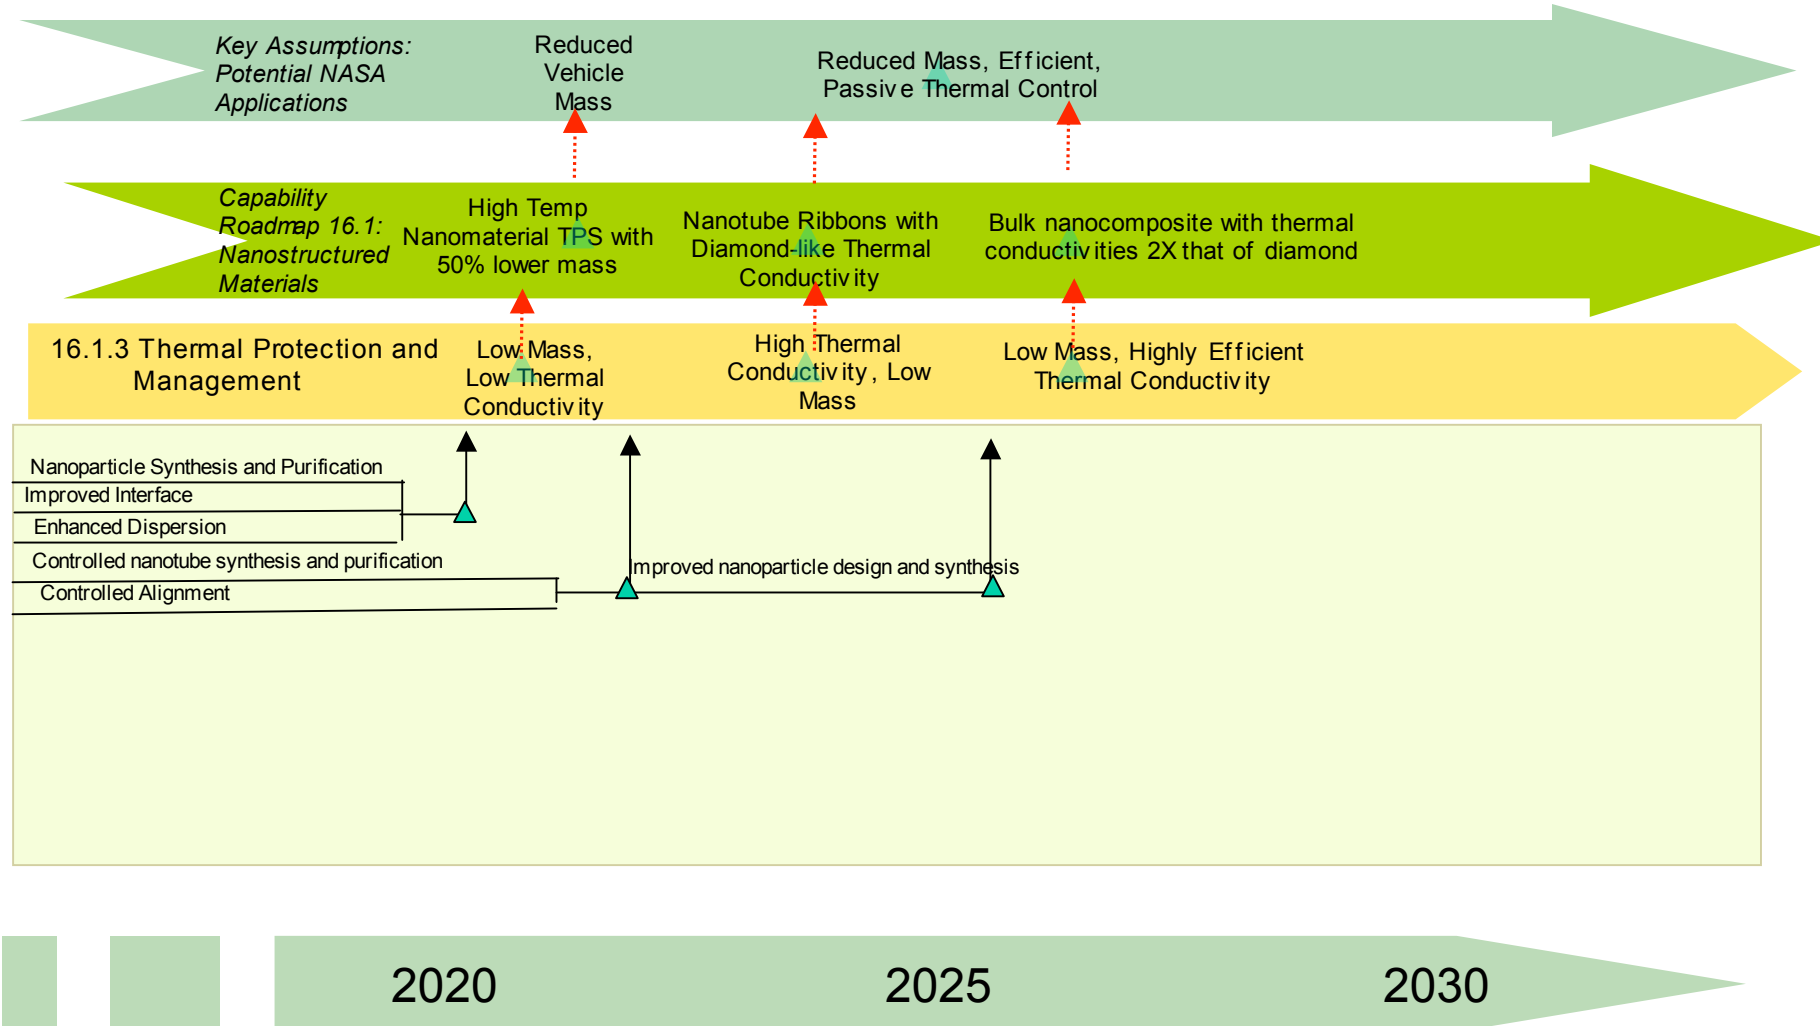 Key Assumptions:
Potential NASA
Applications
Reduced
Vehicle
Mass
Reduced Mass, Efficient,
Passive Thermal Control
Capability
Roadmap 16.1:
Nanostructured
Materials
High Temp
Nanomaterial TPS with
50% lower mass
Nanotube Ribbons with
Diamond-like Thermal
Conductivity
Bulk nanocomposite with thermal
conductivities 2X that of diamond
16.1.3 Thermal Protection and
Management
Low Mass,
Low Thermal
Conductivity
High Thermal
Conductivity, Low
Mass
Low Mass, Highly Efficient
Thermal Conductivity
Nanoparticle Synthesis and Purification
Improved Interface
Enhanced Dispersion
Controlled nanotube synthesis and purification
Controlled Alignment
Improved nanoparticle design and synthesis
2020
2025
2030